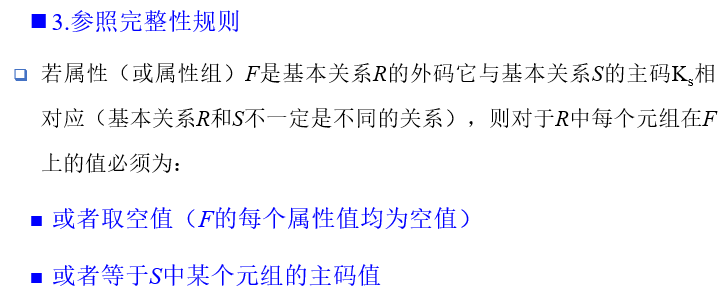 3.参照完整性规则
若属性（或属性组）F是基本关系R的外码它与基本关系S的主码Ks相
对应（基本关系R和S不一定是不同的关系），则对于R中每个元组在F
上的值必须为：
或者取空值（F的每个属性值均为空值）
或者等于S中某个元组的主码值